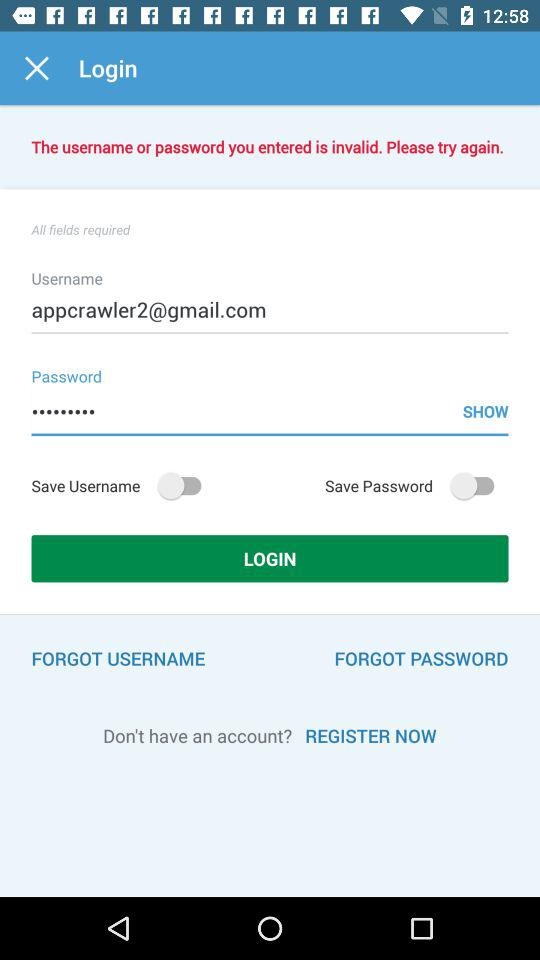 12:58
Login
The username or password you entered is invalid. Please try again.
All fields required
Username
appcrawler2@gmail.com
Password
••••••••• SHOW
Save Username Save Password
LOGIN
FORGOT USERNAME FORGOT PASSWORD
Don't have an account? REGISTER NOW